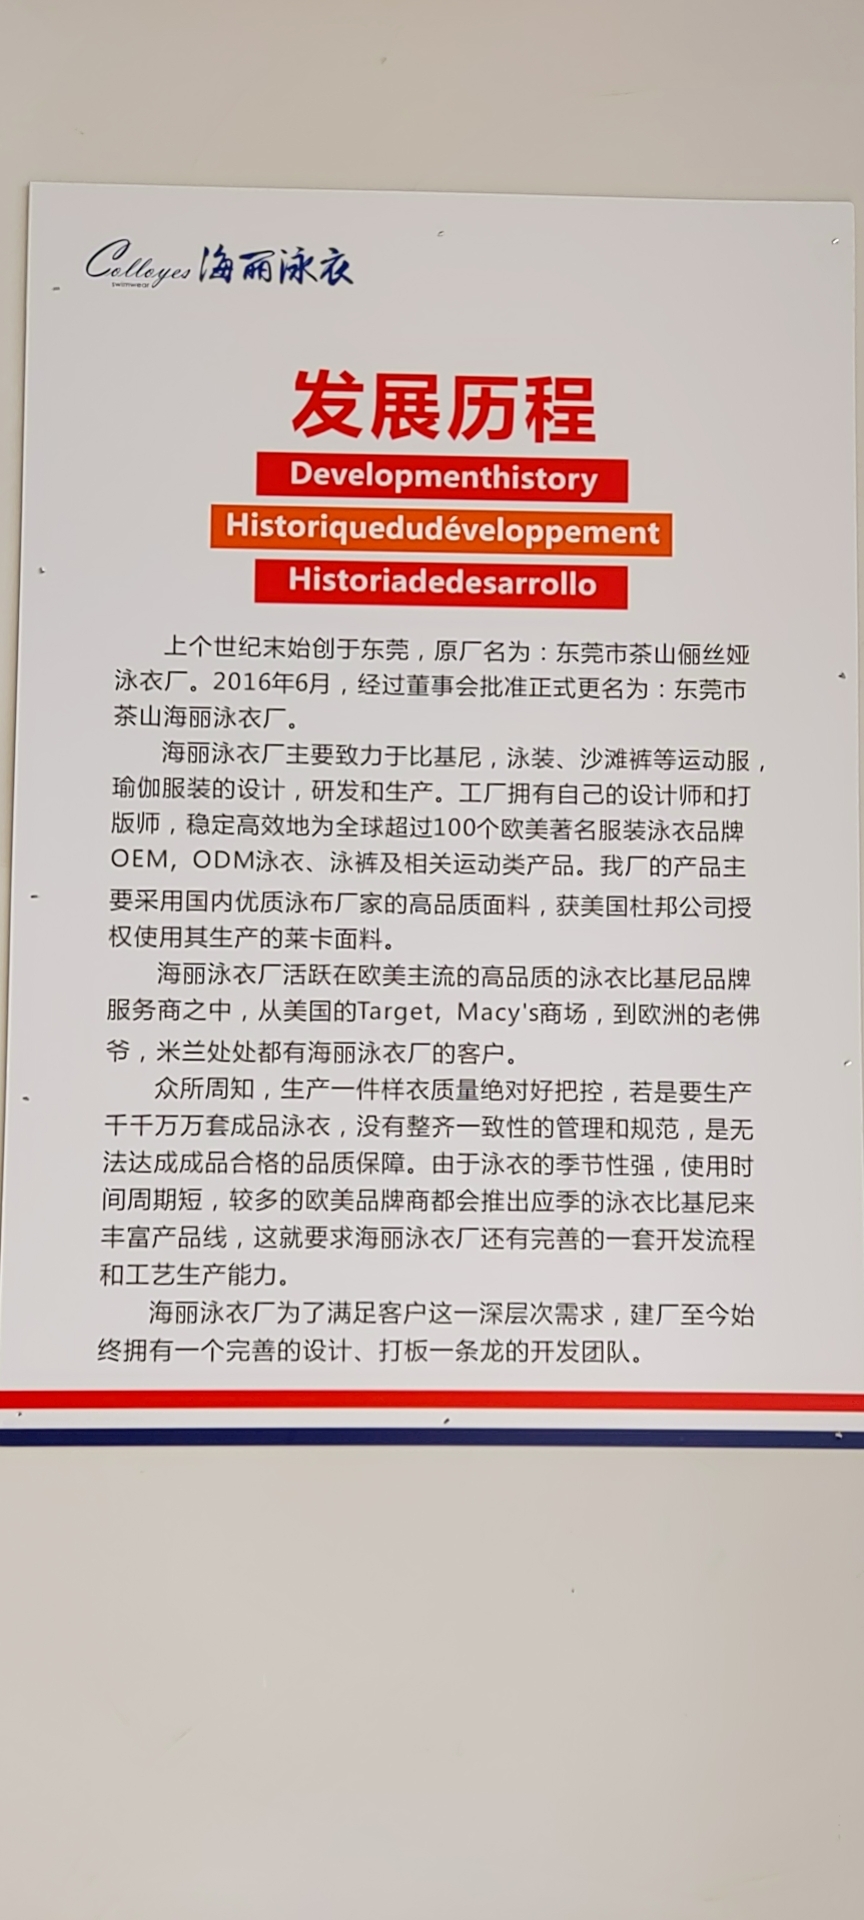 Colloyes 海丽泳衣
swimwear
发展历程
Developmenthistory
Historiquedudéveloppement
Historiadedesarrollo
上个世纪末始创于东莞，原厂名为：东莞市茶山俪丝娅
泳衣厂。2016年6月，经过董事会批准正式更名为：东莞市
茶山海丽泳衣厂。
海丽泳衣厂主要致力于比基尼，泳装、沙滩裤等运动服，
瑜伽服装的设计，研发和生产。工厂拥有自己的设计师和打
版师，稳定高效地为全球超过100个欧美著名服装泳衣品牌
OEM，ODM泳衣、泳裤及相关运动类产品。我厂的产品主
要采用国内优质泳布厂家的高品质面料，获美国杜邦公司授
权使用其生产的莱卡面料。
海丽泳衣厂活跃在欧美主流的高品质的泳衣比基尼品牌
服务商之中，从美国的Target，Macy's商场，到欧洲的老佛
爷，米兰处处都有海丽泳衣厂的客户。
众所周知，生产一件样衣质量绝对好把控，若是要生产
千千万万套成品泳衣，没有整齐一致性的管理和规范，是无
法达成成品合格的品质保障。由于泳衣的季节性强，使用时
间周期短，较多的欧美品牌商都会推出应季的泳衣比基尼来
丰富产品线，这就要求海丽泳衣厂还有完善的一套开发流程
和工艺生产能力。
海丽泳衣厂为了满足客户这一深层次需求，建厂至今始
终拥有一个完善的设计、打板一条龙的开发团队。